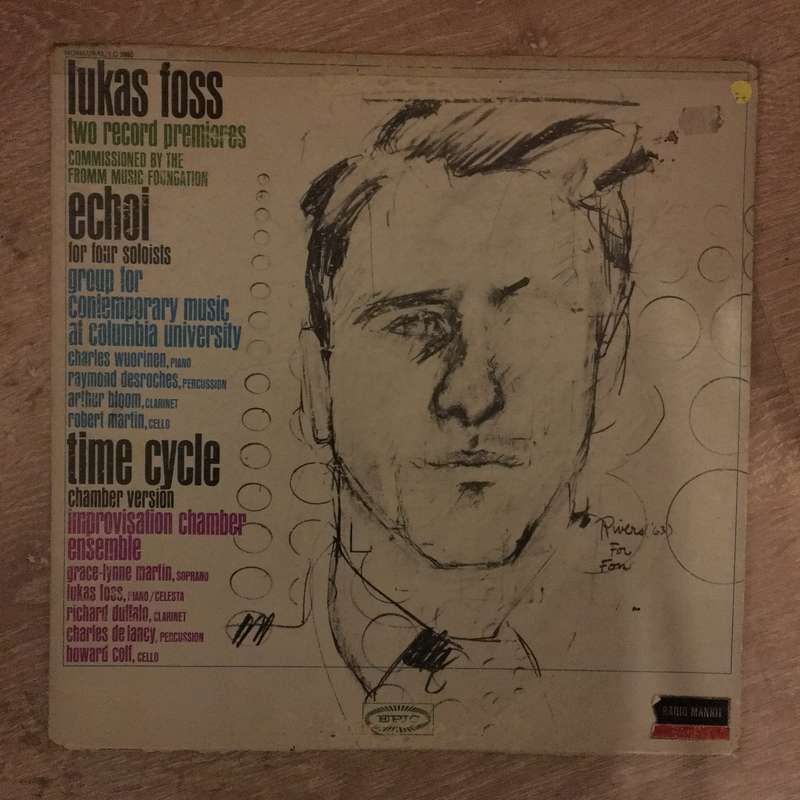 lukas foss
two record premieres
COMMISSIONED BY THE
FROMM MUSIC FOUNDATION
echoi
for four soloists
group for
contemporary music
at columbia university
charles wuorinen, PIANO
raymond desroches, PERCUSSION
arthur bloom, CLARINET
robert martin, CELLO
time cycle
chamber version
improvisation chamber
ensemble
grace-lynne martin, SOPRANO
lukas foss, PIANO/CELESTA
richard dufallo, CLARINET
charles delancy, PERCUSSION
howard colf, CELLO
Rivers '63
For
Foss
EPIC
RADIO MANKIL